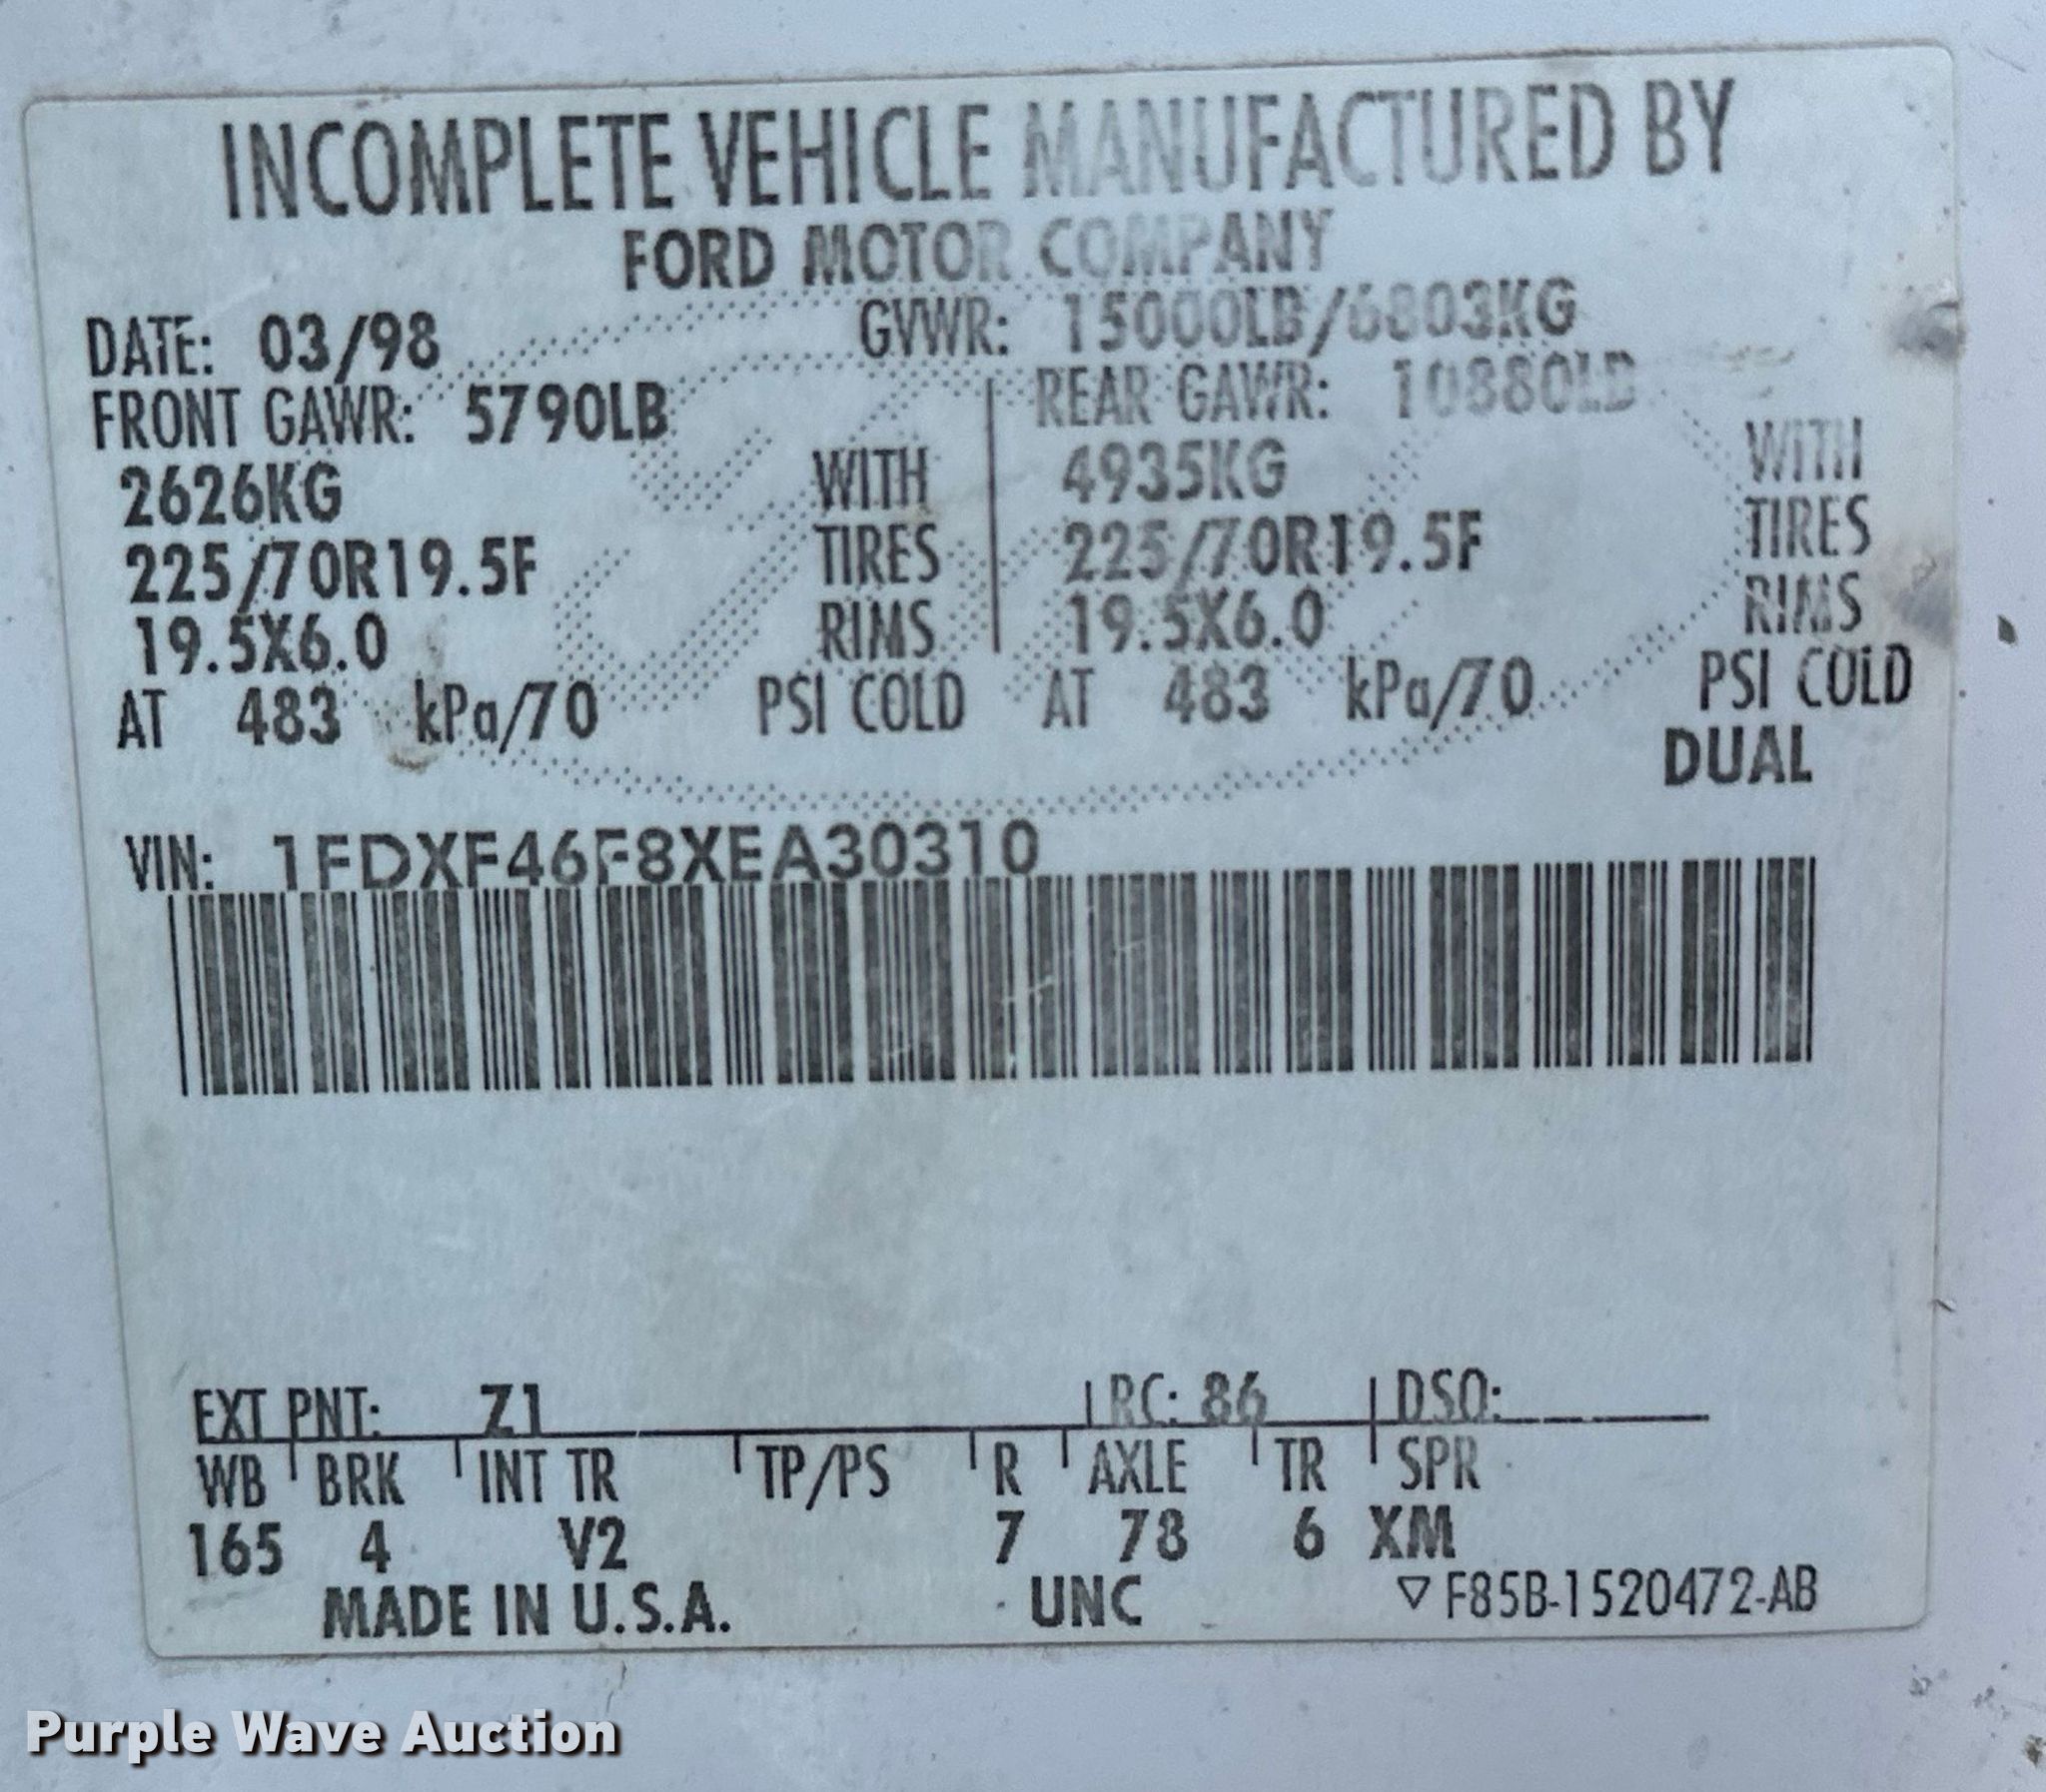 INCOMPLETE VEHICLE MANUFACTURED BY
FORD MOTOR COMPANY
DATE: 03/98 GVWR: 15000LB/6803KG
FRONT GAWR: 5790LB REAR GAWR: 10880LB
2626KG WITH 4935KG WITH
225/70R19.5F TIRES 225/70R19.5F TIRES
19.5X6.0 RIMS 19.5X6.0 RIMS
AT 483 kPa/70 PSI COLD AT 483 kPa/70 PSI COLD
DUAL
VIN: 1FDXF46F8XEA30310
EXT PNT: Z1 RC: 86 DSO:
WB BRK INT TR TP/PS R AXLE TR SPR
165 4 V2 7 78 6 XM
MADE IN U.S.A. UNC ▽F85B-1520472-AB
Purple Wave Auction